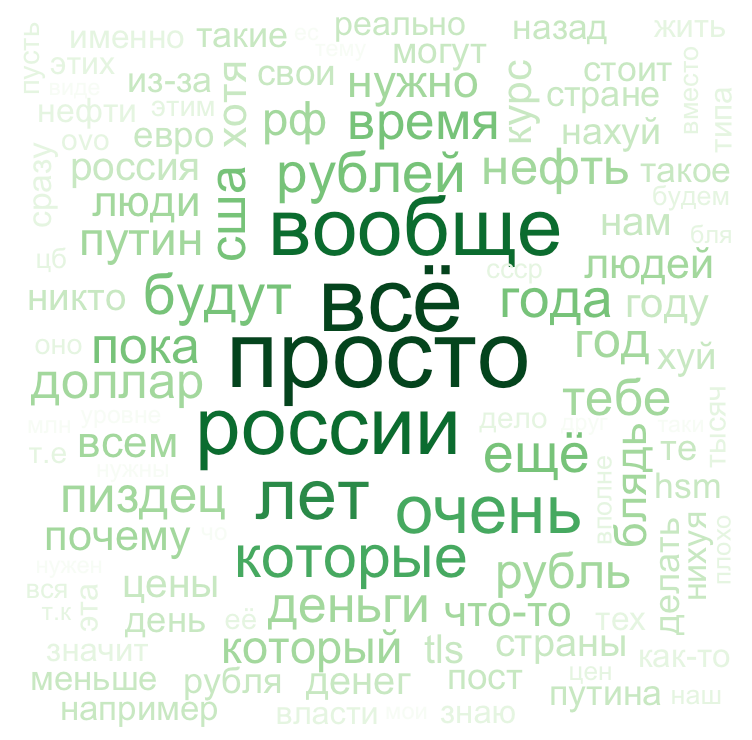 реально
назад
жить
пусть
именно
такие
ес
тему
могут
этих
виде
из-за
хотя
свои
нужно
курс
стоит
стране
вместо
типа
нефти
этим
ovo
евро
рф
время
нахуй
сразу
россия
сша
рублей
нефть
такое
люди
будем
путин
вообще
нам
бля
цб
ссср
людей
никто
будут
всё
года
году
оно
пока
просто
год
хуй
доллар
тебе
тысяч
млн
уровне
россии
дело
друг
таки
т.е
всем
ещё
блядь
те
нужны
вполне
hsm
пиздец
лет
очень
почему
чо
делать
нихуя
плохо
которые
нужен
вся
эта
цены
рубль
т.к
день
её
деньги
что-то
тех
значит
который
tls
страны
как-то
меньше
рубля
денег
пост
цен
путина
наш
например
власти
мои
знаю